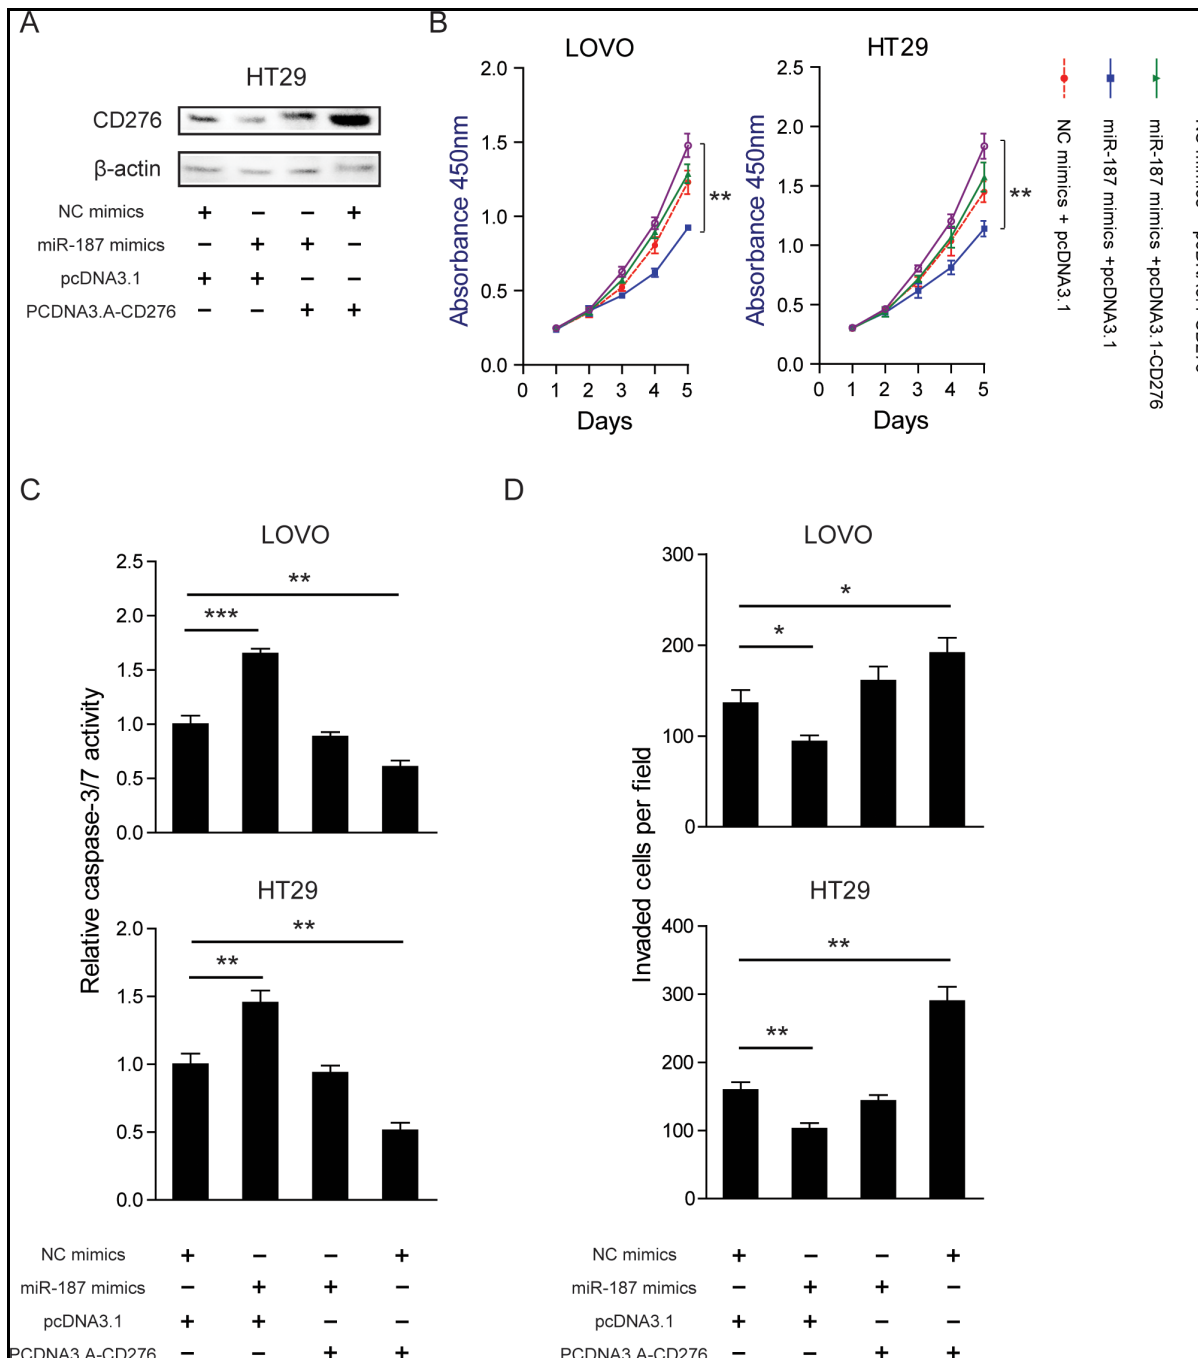 A
HT29
CD276
β-actin
NC mimics + – – +
miR-187 mimics – + + –
pcDNA3.1 + + – –
PCDNA3.A-CD276 – – + +
B
LOVO
Absorbance 450nm
2.0
1.5
1.0
0.5
0.0
0 1 2 3 4 5
Days
**
HT29
Absorbance 450nm
2.5
2.0
1.5
1.0
0.5
0.0
0 1 2 3 4 5
Days
**
NC mimics + pcDNA3.1
miR-187 mimics +pcDNA3.1
miR-187 mimics +pcDNA3.1-CD276
C
Relative caspase-3/7 activity
LOVO
2.5
2.0
1.5
1.0
0.5
0.0
**
***
HT29
2.0
1.5
1.0
0.5
0.0
**
**
NC mimics + – – +
miR-187 mimics – + + –
pcDNA3.1 + + – –
PCDNA3.A-CD276 – – + +
D
Invaded cells per field
LOVO
300
200
100
0
*
*
HT29
400
300
200
100
0
**
**
NC mimics + – – +
miR-187 mimics – + + –
pcDNA3.1 + + – –
PCDNA3.A-CD276 – – + +